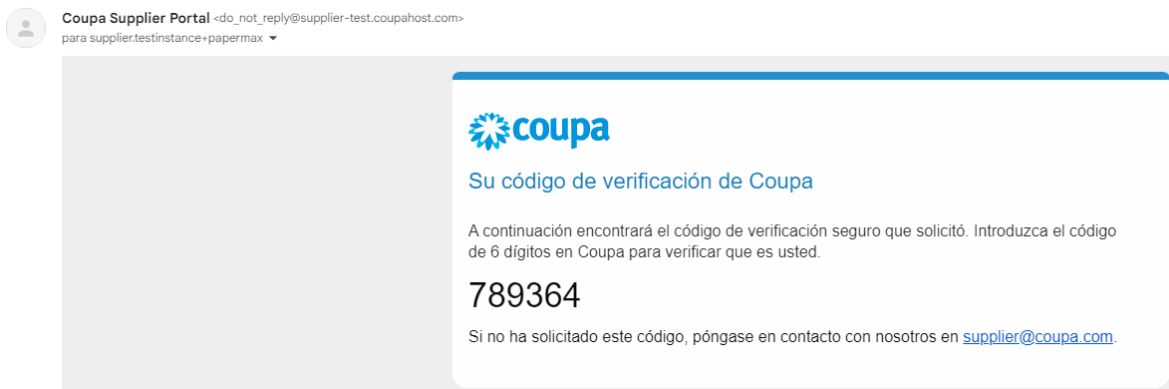 Coupa Supplier Portal <do_not_reply@supplier-test.coupahost.com>
para supplier.testinstance+papermax
coupa
Su código de verificación de Coupa
A continuación encontrará el código de verificación seguro que solicitó. Introduzca el código
de 6 dígitos en Coupa para verificar que es usted.
789364
Si no ha solicitado este código, póngase en contacto con nosotros en supplier@coupa.com.